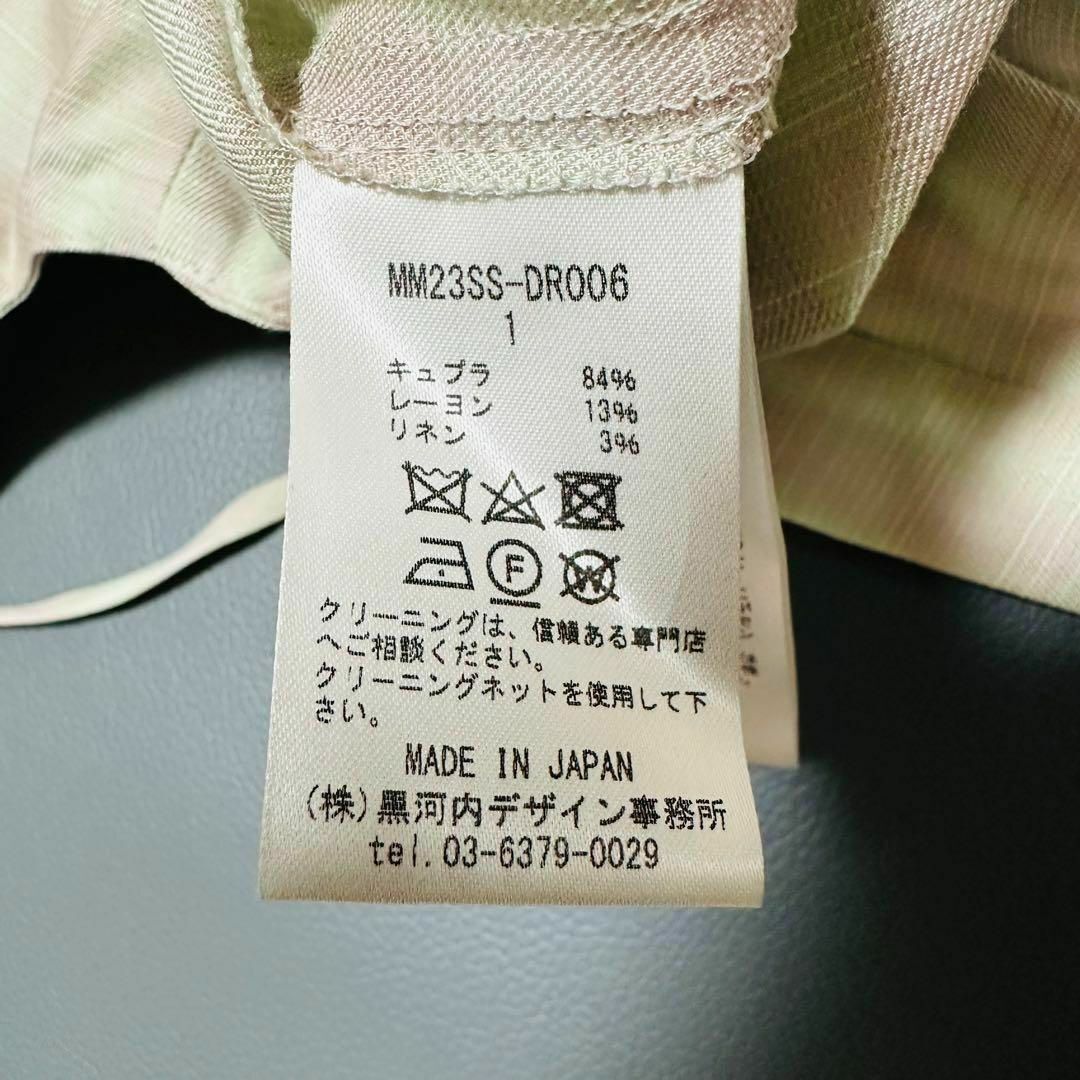 MM23SS-DR006
1
キュプラ 84%
レーヨン 13%
リネン 3%
F
W
クリーニングは、信頼ある専門店
へご相談ください。
クリーニングネットを使用して下
さい。
MADE IN JAPAN
(株)黒河内デザイン事務所
tel.03-6379-0029